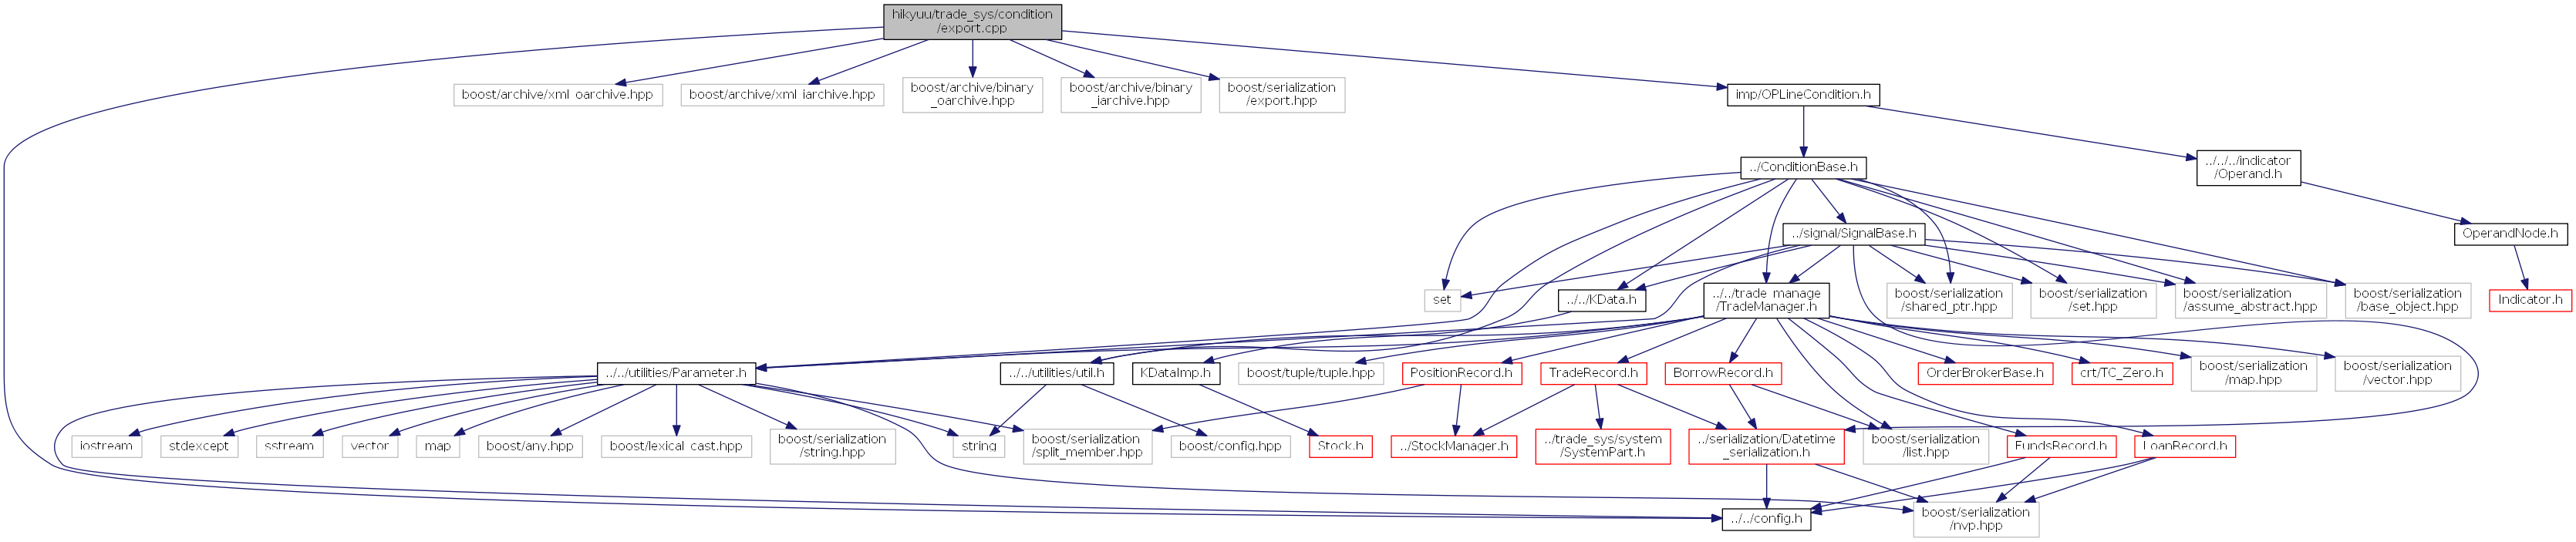 hikyuu/trade_sys/condition
/export.cpp
boost/archive/xml_oarchive.hpp
boost/archive/xml_iarchive.hpp
boost/archive/binary
_oarchive.hpp
boost/archive/binary
_iarchive.hpp
boost/serialization
/export.hpp
imp/OPLineCondition.h
../ConditionBase.h
../../../indicator
/Operand.h
../signal/SignalBase.h
OperandNode.h
set
../../KData.h
../../trade_manage
/TradeManager.h
boost/serialization
/shared_ptr.hpp
boost/serialization
/set.hpp
boost/serialization
/assume_abstract.hpp
boost/serialization
/base_object.hpp
Indicator.h
../../utilities/Parameter.h
../../utilities/util.h
KDataImp.h
boost/tuple/tuple.hpp
PositionRecord.h
TradeRecord.h
BorrowRecord.h
OrderBrokerBase.h
crt/TC_Zero.h
boost/serialization
/map.hpp
boost/serialization
/vector.hpp
iostream
stdexcept
sstream
vector
map
boost/any.hpp
boost/lexical_cast.hpp
boost/serialization
/string.hpp
string
boost/serialization
/split_member.hpp
boost/config.hpp
Stock.h
../StockManager.h
../trade_sys/system
/SystemPart.h
../serialization/Datetime
_serialization.h
boost/serialization
/list.hpp
FundsRecord.h
LoanRecord.h
../../config.h
boost/serialization
/nvp.hpp